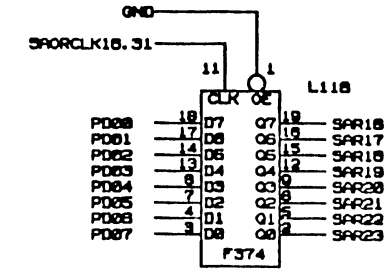 GND
SAORCLK16.31
11 1
L118
CLK OE
PD00 18 D7 Q7 19 SAR16
PD01 17 D6 Q6 16 SAR17
PD02 14 D5 Q5 15 SAR18
PD03 13 D4 Q4 12 SAR19
PD04 8 D3 Q3 9 SAR20
PD05 7 D2 Q2 6 SAR21
PD06 4 D1 Q1 5 SAR22
PD07 3 D0 Q0 2 SAR23
F374